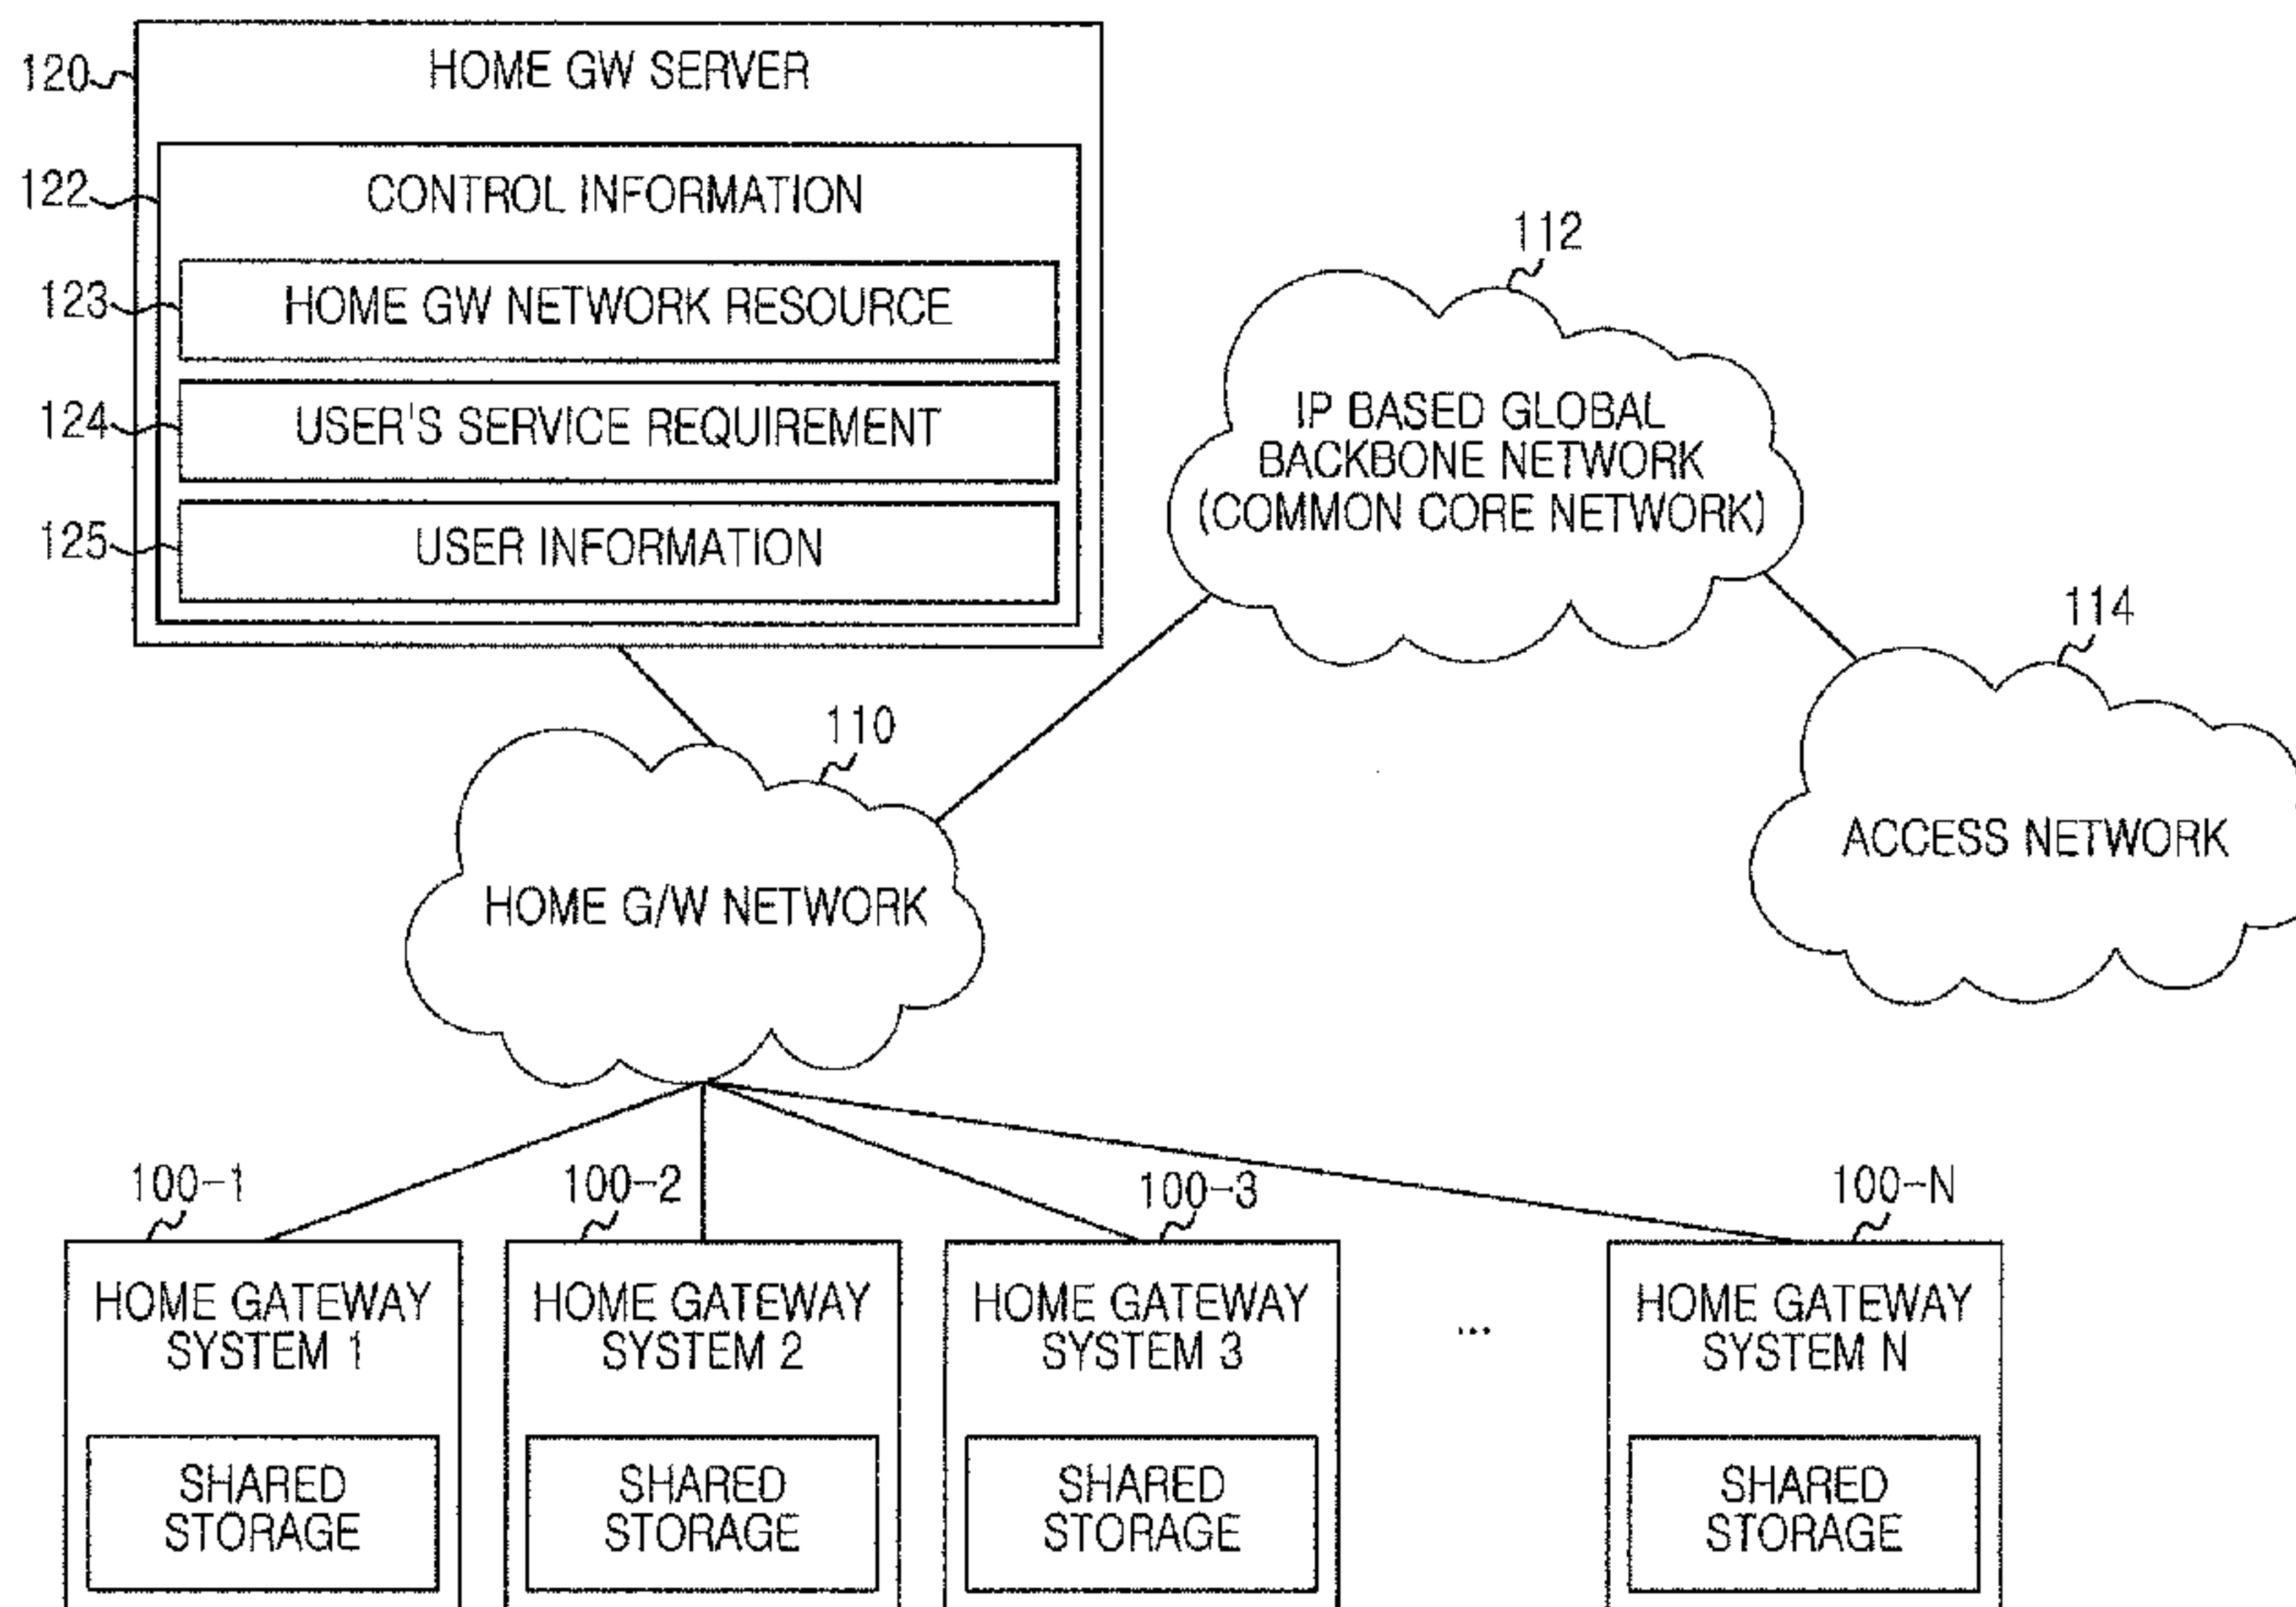 120
HOME GW SERVER
122
CONTROL INFORMATION
123
HOME GW NETWORK RESOURCE
124
USER'S SERVICE REQUIREMENT
125
USER INFORMATION
112
IP BASED GLOBAL
BACKBONE NETWORK
(COMMON CORE NETWORK)
114
ACCESS NETWORK
110
HOME G/W NETWORK
100-1
HOME GATEWAY
SYSTEM 1
SHARED
STORAGE
100-2
HOME GATEWAY
SYSTEM 2
SHARED
STORAGE
100-3
HOME GATEWAY
SYSTEM 3
SHARED
STORAGE
...
100-N
HOME GATEWAY
SYSTEM N
SHARED
STORAGE